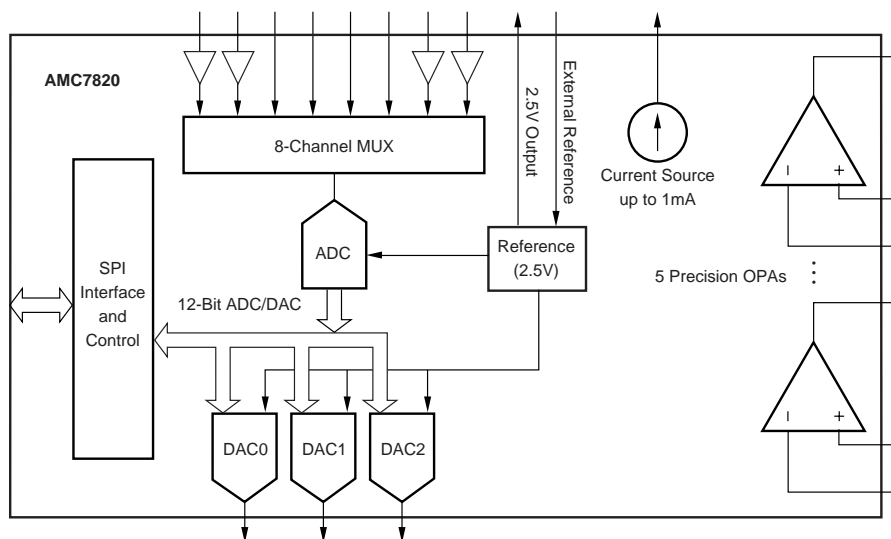 AMC7820
8-Channel MUX
2.5V Output
External Reference
Current Source
up to 1mA
ADC
Reference
(2.5V)
5 Precision OPAs
SPI
Interface
and
Control
12-Bit ADC/DAC
DAC0
DAC1
DAC2